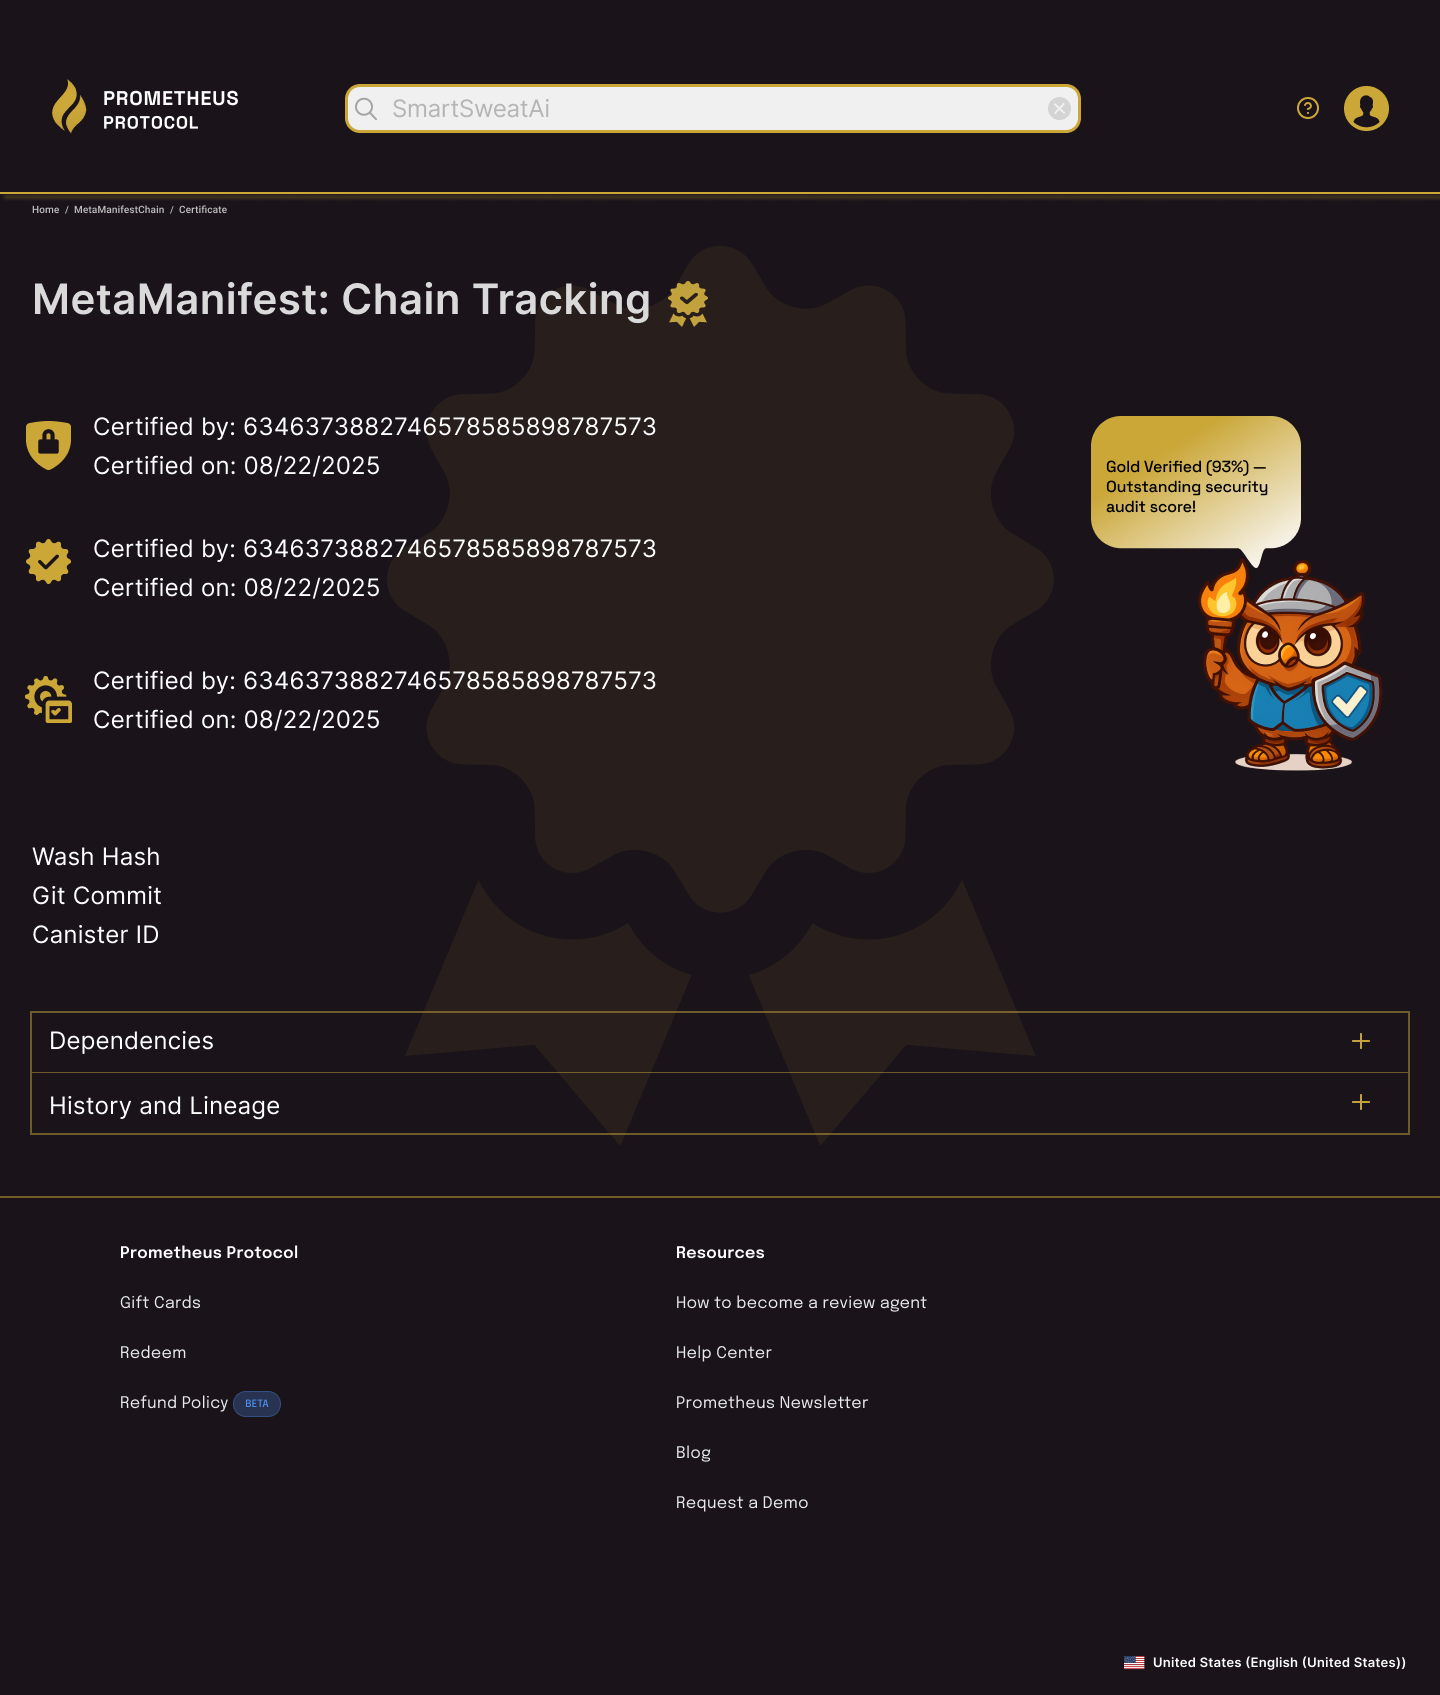 PROMETHEUS
PROTOCOL
SmartSweatAi
Home / MetaManifestChain / Certificate
MetaManifest: Chain Tracking
Certified by: 6346373882746578585898787573
Certified on: 08/22/2025
Certified by: 6346373882746578585898787573
Certified on: 08/22/2025
Certified by: 6346373882746578585898787573
Certified on: 08/22/2025
Gold Verified (93%) —
Outstanding security
audit score!
Wash Hash
Git Commit
Canister ID
Dependencies
History and Lineage
Prometheus Protocol
Gift Cards
Redeem
Refund Policy BETA
Resources
How to become a review agent
Help Center
Prometheus Newsletter
Blog
Request a Demo
United States (English (United States))